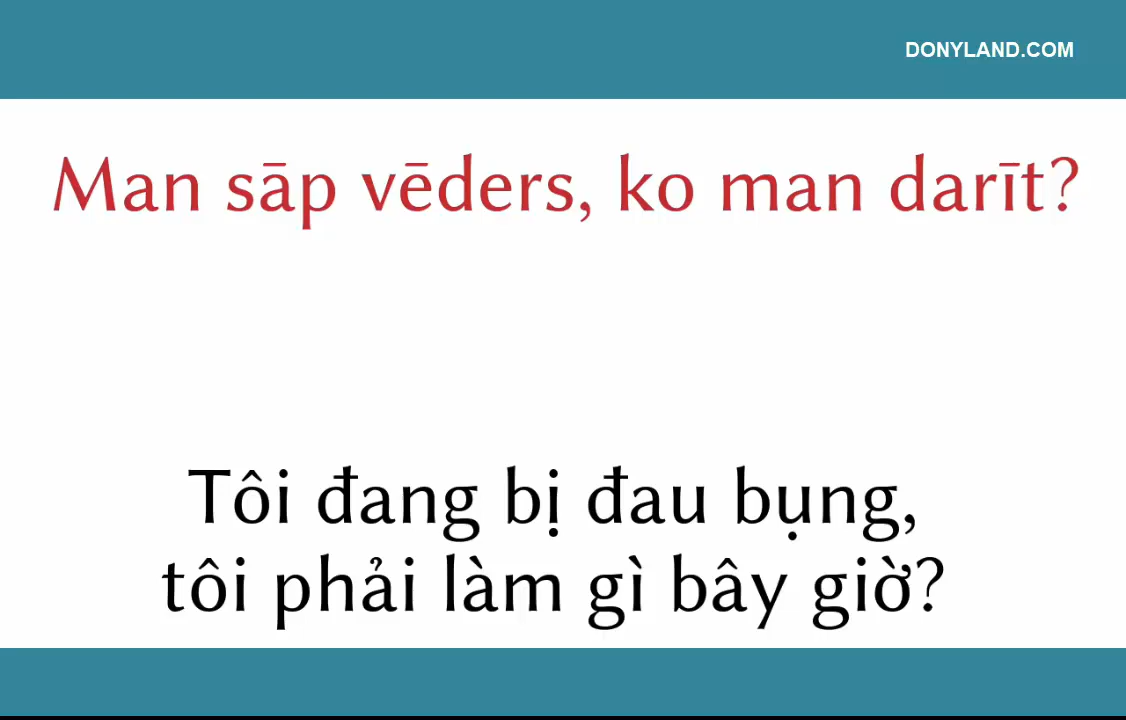 DONYLAND.COM
Man sāp vēders, ko man darīt?
Tôi đang bị đau bụng,
tôi phải làm gì bây giờ?